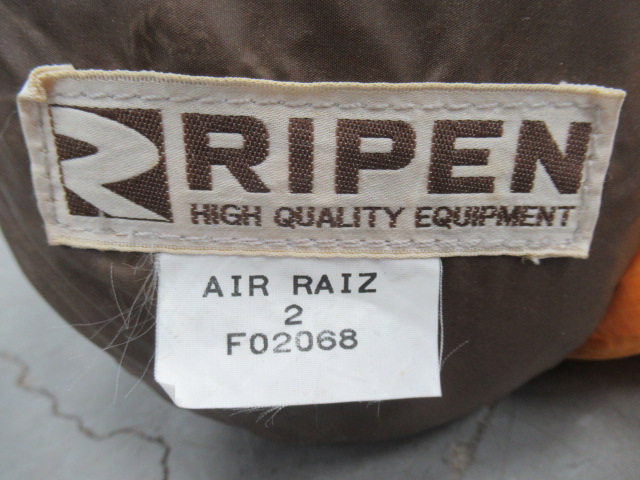 RIPEN
HIGH QUALITY EQUIPMENT
AIR RAIZ
2
F02068